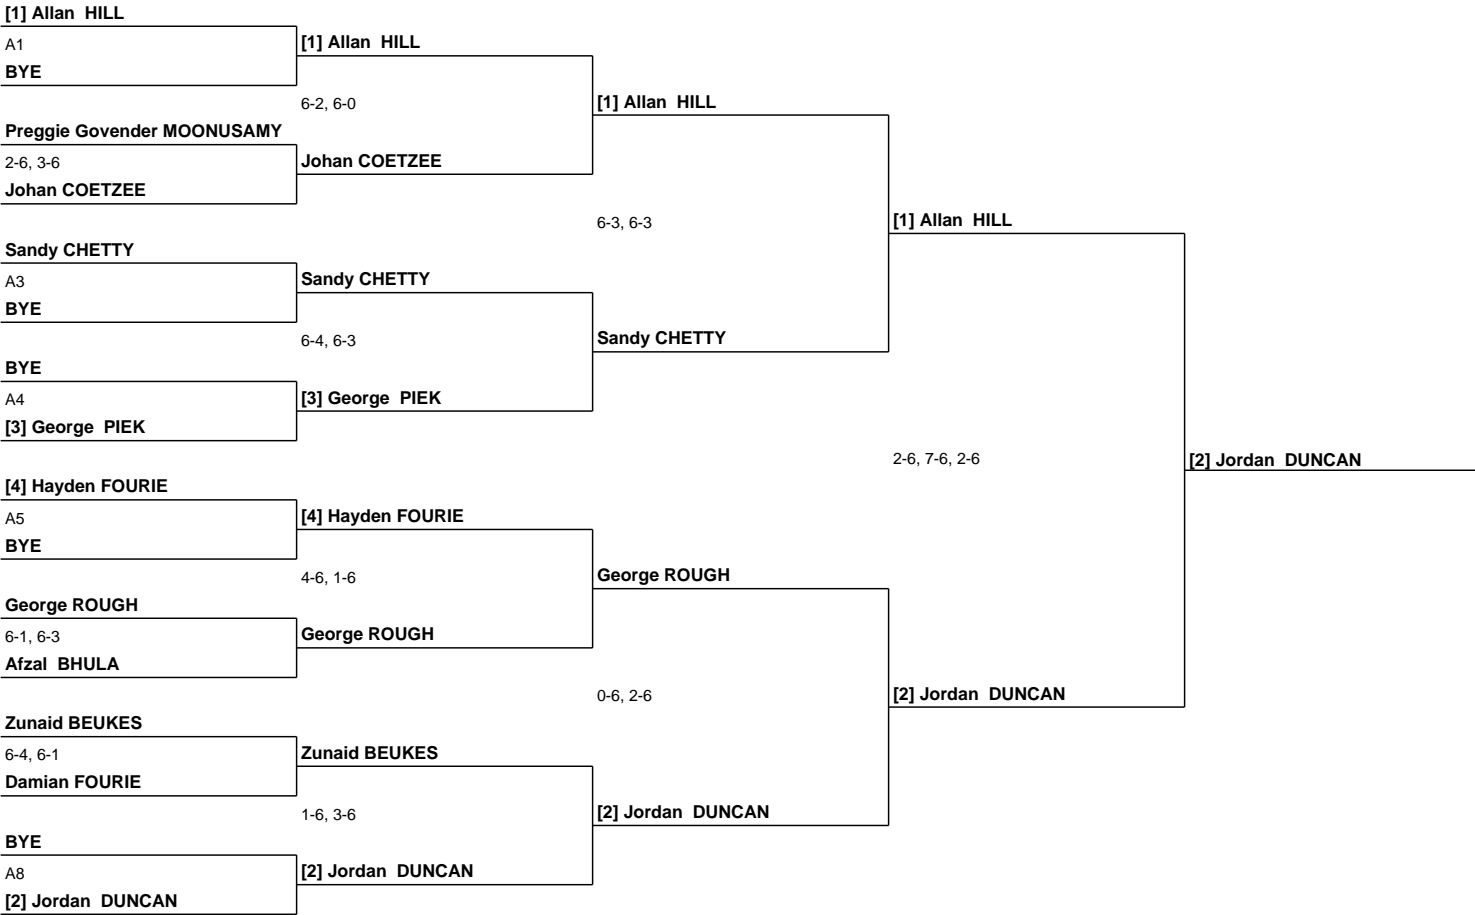 [1] Allan HILL
A1
[1] Allan HILL
BYE
6-2, 6-0
[1] Allan HILL
Preggie Govender MOONUSAMY
2-6, 3-6
Johan COETZEE
Johan COETZEE
6-3, 6-3
[1] Allan HILL
Sandy CHETTY
A3
Sandy CHETTY
BYE
6-4, 6-3
Sandy CHETTY
BYE
A4
[3] George PIEK
[3] George PIEK
2-6, 7-6, 2-6
[2] Jordan DUNCAN
[4] Hayden FOURIE
A5
[4] Hayden FOURIE
BYE
4-6, 1-6
George ROUGH
George ROUGH
6-1, 6-3
George ROUGH
Afzal BHULA
0-6, 2-6
[2] Jordan DUNCAN
Zunaid BEUKES
6-4, 6-1
Zunaid BEUKES
Damian FOURIE
1-6, 3-6
[2] Jordan DUNCAN
BYE
A8
[2] Jordan DUNCAN
[2] Jordan DUNCAN